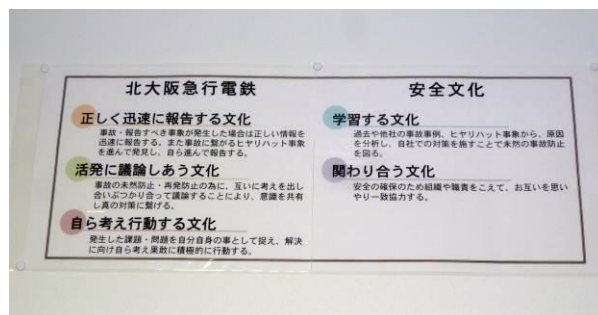 北大阪急行電鉄
正しく迅速に報告する文化
事故・報告すべき事象が発生した場合は正しい情報を
迅速に報告する。また事故に繋がるヒヤリハット事象
を進んで発見し、自ら進んで報告する。
活発に議論しあう文化
事故の未然防止・再発防止の為に、互いに考えを出し
合いぶつかり合って議論することにより、意識を共有
し真の対策に繋げる。
自ら考え行動する文化
発生した課題・問題を自分自身の事として捉え、解決
に向け自ら考え果敢に積極的に行動する。
安全文化
学習する文化
過去や他社の事故事例、ヒヤリハット事象から、原因
を分析し、自社での対策を施すことで未然の事故防止
を図る。
関わり合う文化
安全の確保のため組織や職責をこえて、お互いを思い
やり一致協力する。